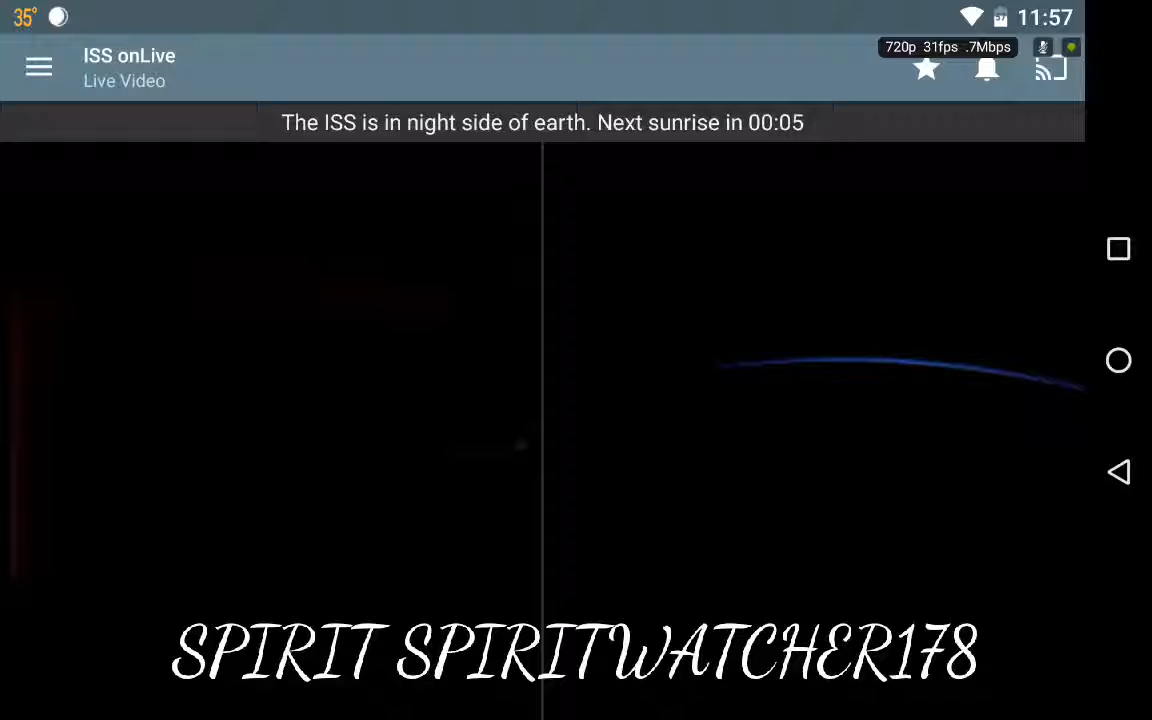 35°
11:57
720p 31fps .7Mbps
ISS onLive
Live Video
The ISS is in night side of earth. Next sunrise in 00:05
SPIRIT SPIRITWATCHER178